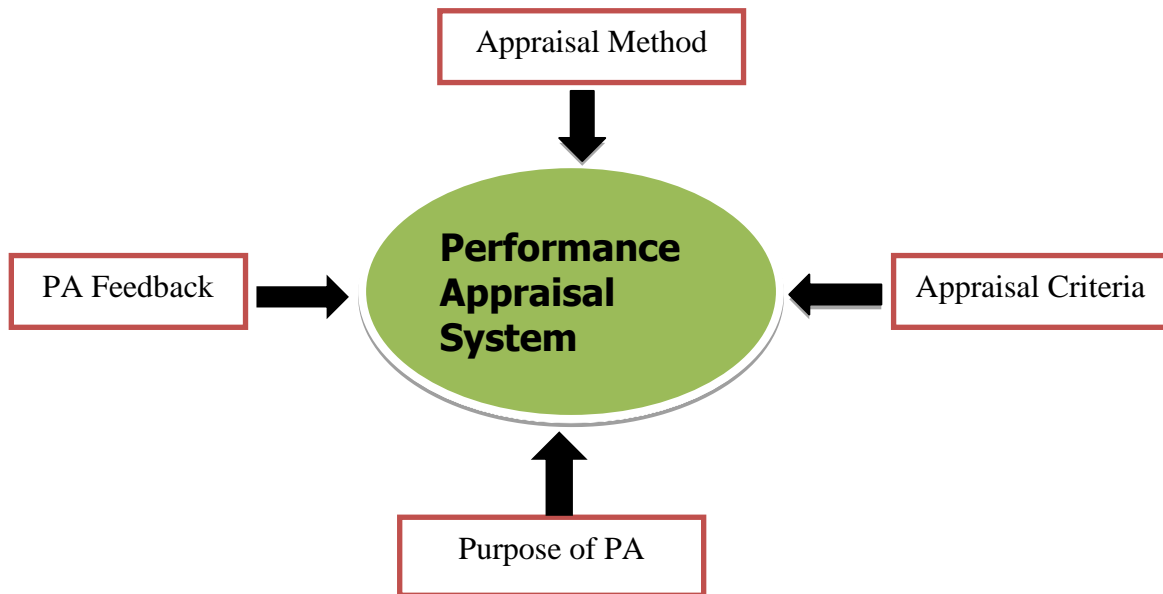 Appraisal Method
Performance
Appraisal
System
PA Feedback
Appraisal Criteria
Purpose of PA